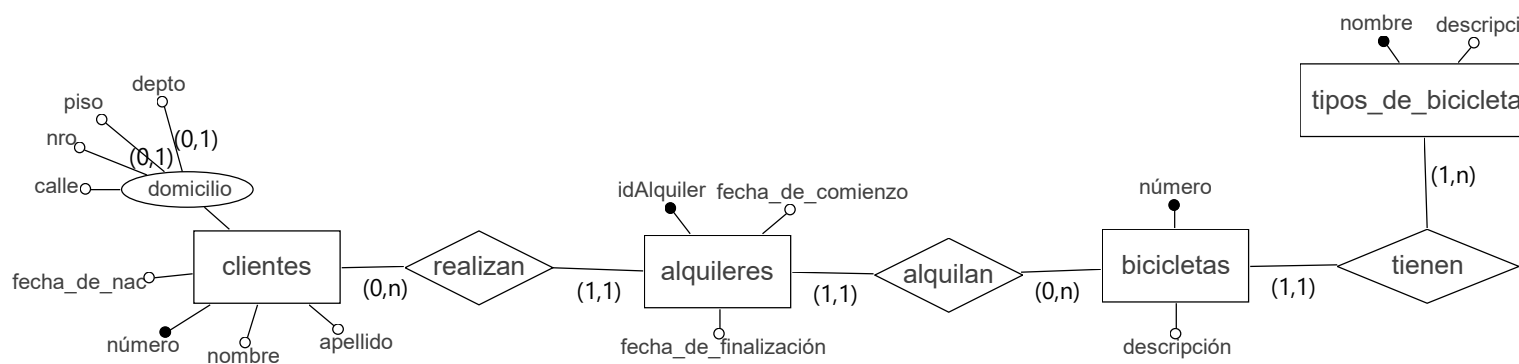 nombre
descripci
tipos_de_bicicleta
(1,n)
depto
piso
nro
calle
(0,1)
(0,1)
domicilio
clientes
fecha_de_nac
número
nombre
apellido
(0,n)
realizan
(1,1)
idAlquiler
fecha_de_comienzo
alquileres
fecha_de_finalización
(1,1)
alquilan
(0,n)
número
bicicletas
descripción
(1,1)
tienen